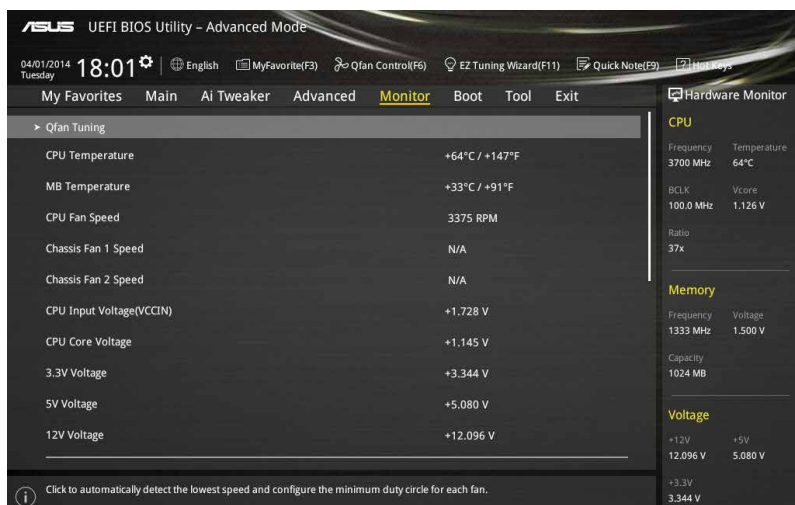 ASUS UEFI BIOS Utility – Advanced Mode
04/01/2014 Tuesday 18:01 English MyFavorite(F3) Qfan Control(F6) EZ Tuning Wizard(F11) Quick Note(F9) Hot Keys
My Favorites Main Ai Tweaker Advanced Monitor Boot Tool Exit
> Qfan Tuning
CPU Temperature +64°C / +147°F
MB Temperature +33°C / +91°F
CPU Fan Speed 3375 RPM
Chassis Fan 1 Speed N/A
Chassis Fan 2 Speed N/A
CPU Input Voltage(VCCIN) +1.728 V
CPU Core Voltage +1.145 V
3.3V Voltage +3.344 V
5V Voltage +5.080 V
12V Voltage +12.096 V
Click to automatically detect the lowest speed and configure the minimum duty circle for each fan.
Hardware Monitor
CPU
Frequency Temperature
3700 MHz 64°C
BCLK Vcore
100.0 MHz 1.126 V
Ratio
37x
Memory
Frequency Voltage
1333 MHz 1.500 V
Capacity
1024 MB
Voltage
+12V +5V
12.096 V 5.080 V
+3.3V
3.344 V